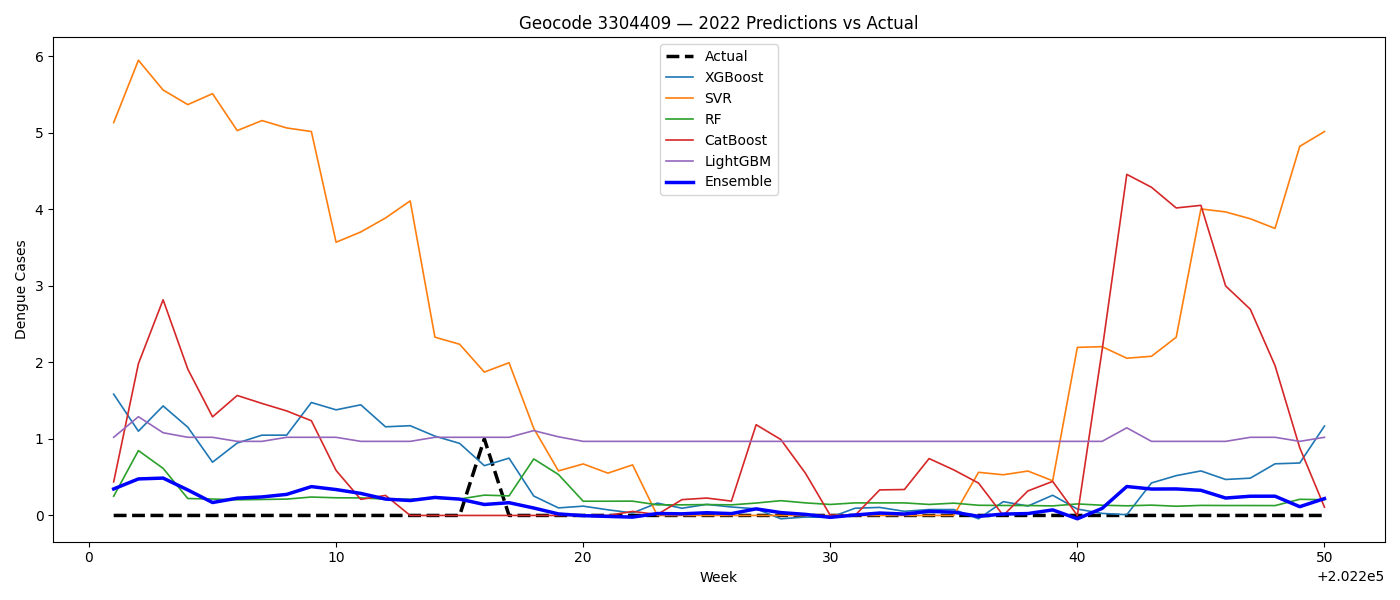 Geocode 3304409 — 2022 Predictions vs Actual
Dengue Cases
6
5
4
3
2
1
0
Actual
XGBoost
SVR
RF
CatBoost
LightGBM
Ensemble
0 10 20 30 40 50
Week
+2.022e5